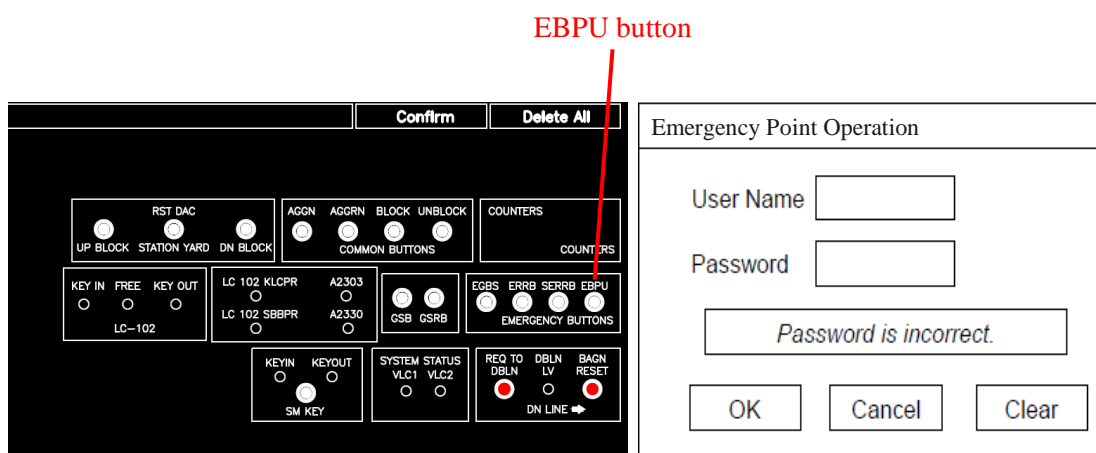 EBPU button
Confirm Delete All
Emergency Point Operation
User Name
Password
Password is incorrect.
OK Cancel Clear
RST DAC
UP BLOCK STATION YARD DN BLOCK
AGGN AGGRN BLOCK UNBLOCK
COMMON BUTTONS
COUNTERS
COUNTERS
KEY IN FREE KEY OUT
LC-102
LC 102 KLCPR A2303
LC 102 SBBPR A2330
GSB GSRB
EGBS ERRB SERRB EBPU
EMERGENCY BUTTONS
KEYIN KEYOUT
SM KEY
SYSTEM STATUS
VLC1 VLC2
REQ TO DBLN BAGN
DBLN LV RESET
DN LINE